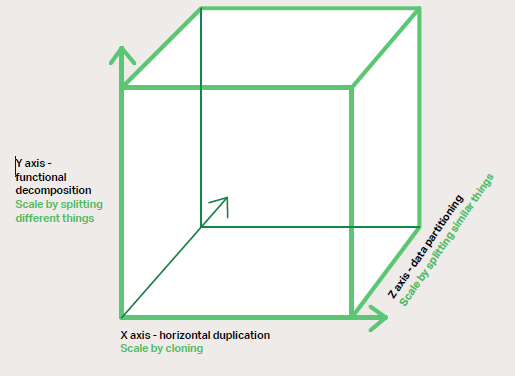 Y axis -
functional
decomposition
Scale by splitting
different things
Z axis - data partitioning
Scale by splitting similar things
X axis - horizontal duplication
Scale by cloning